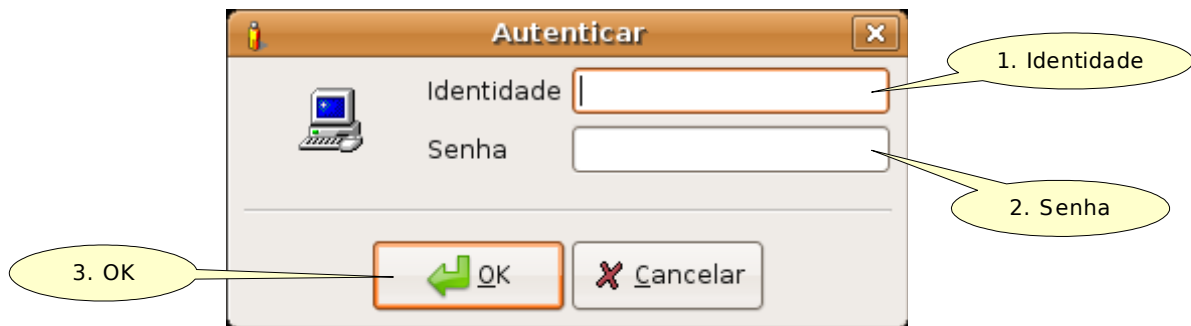 Autenticar
Identidade
1. Identidade
Senha
2. Senha
3. OK
OK
Cancelar